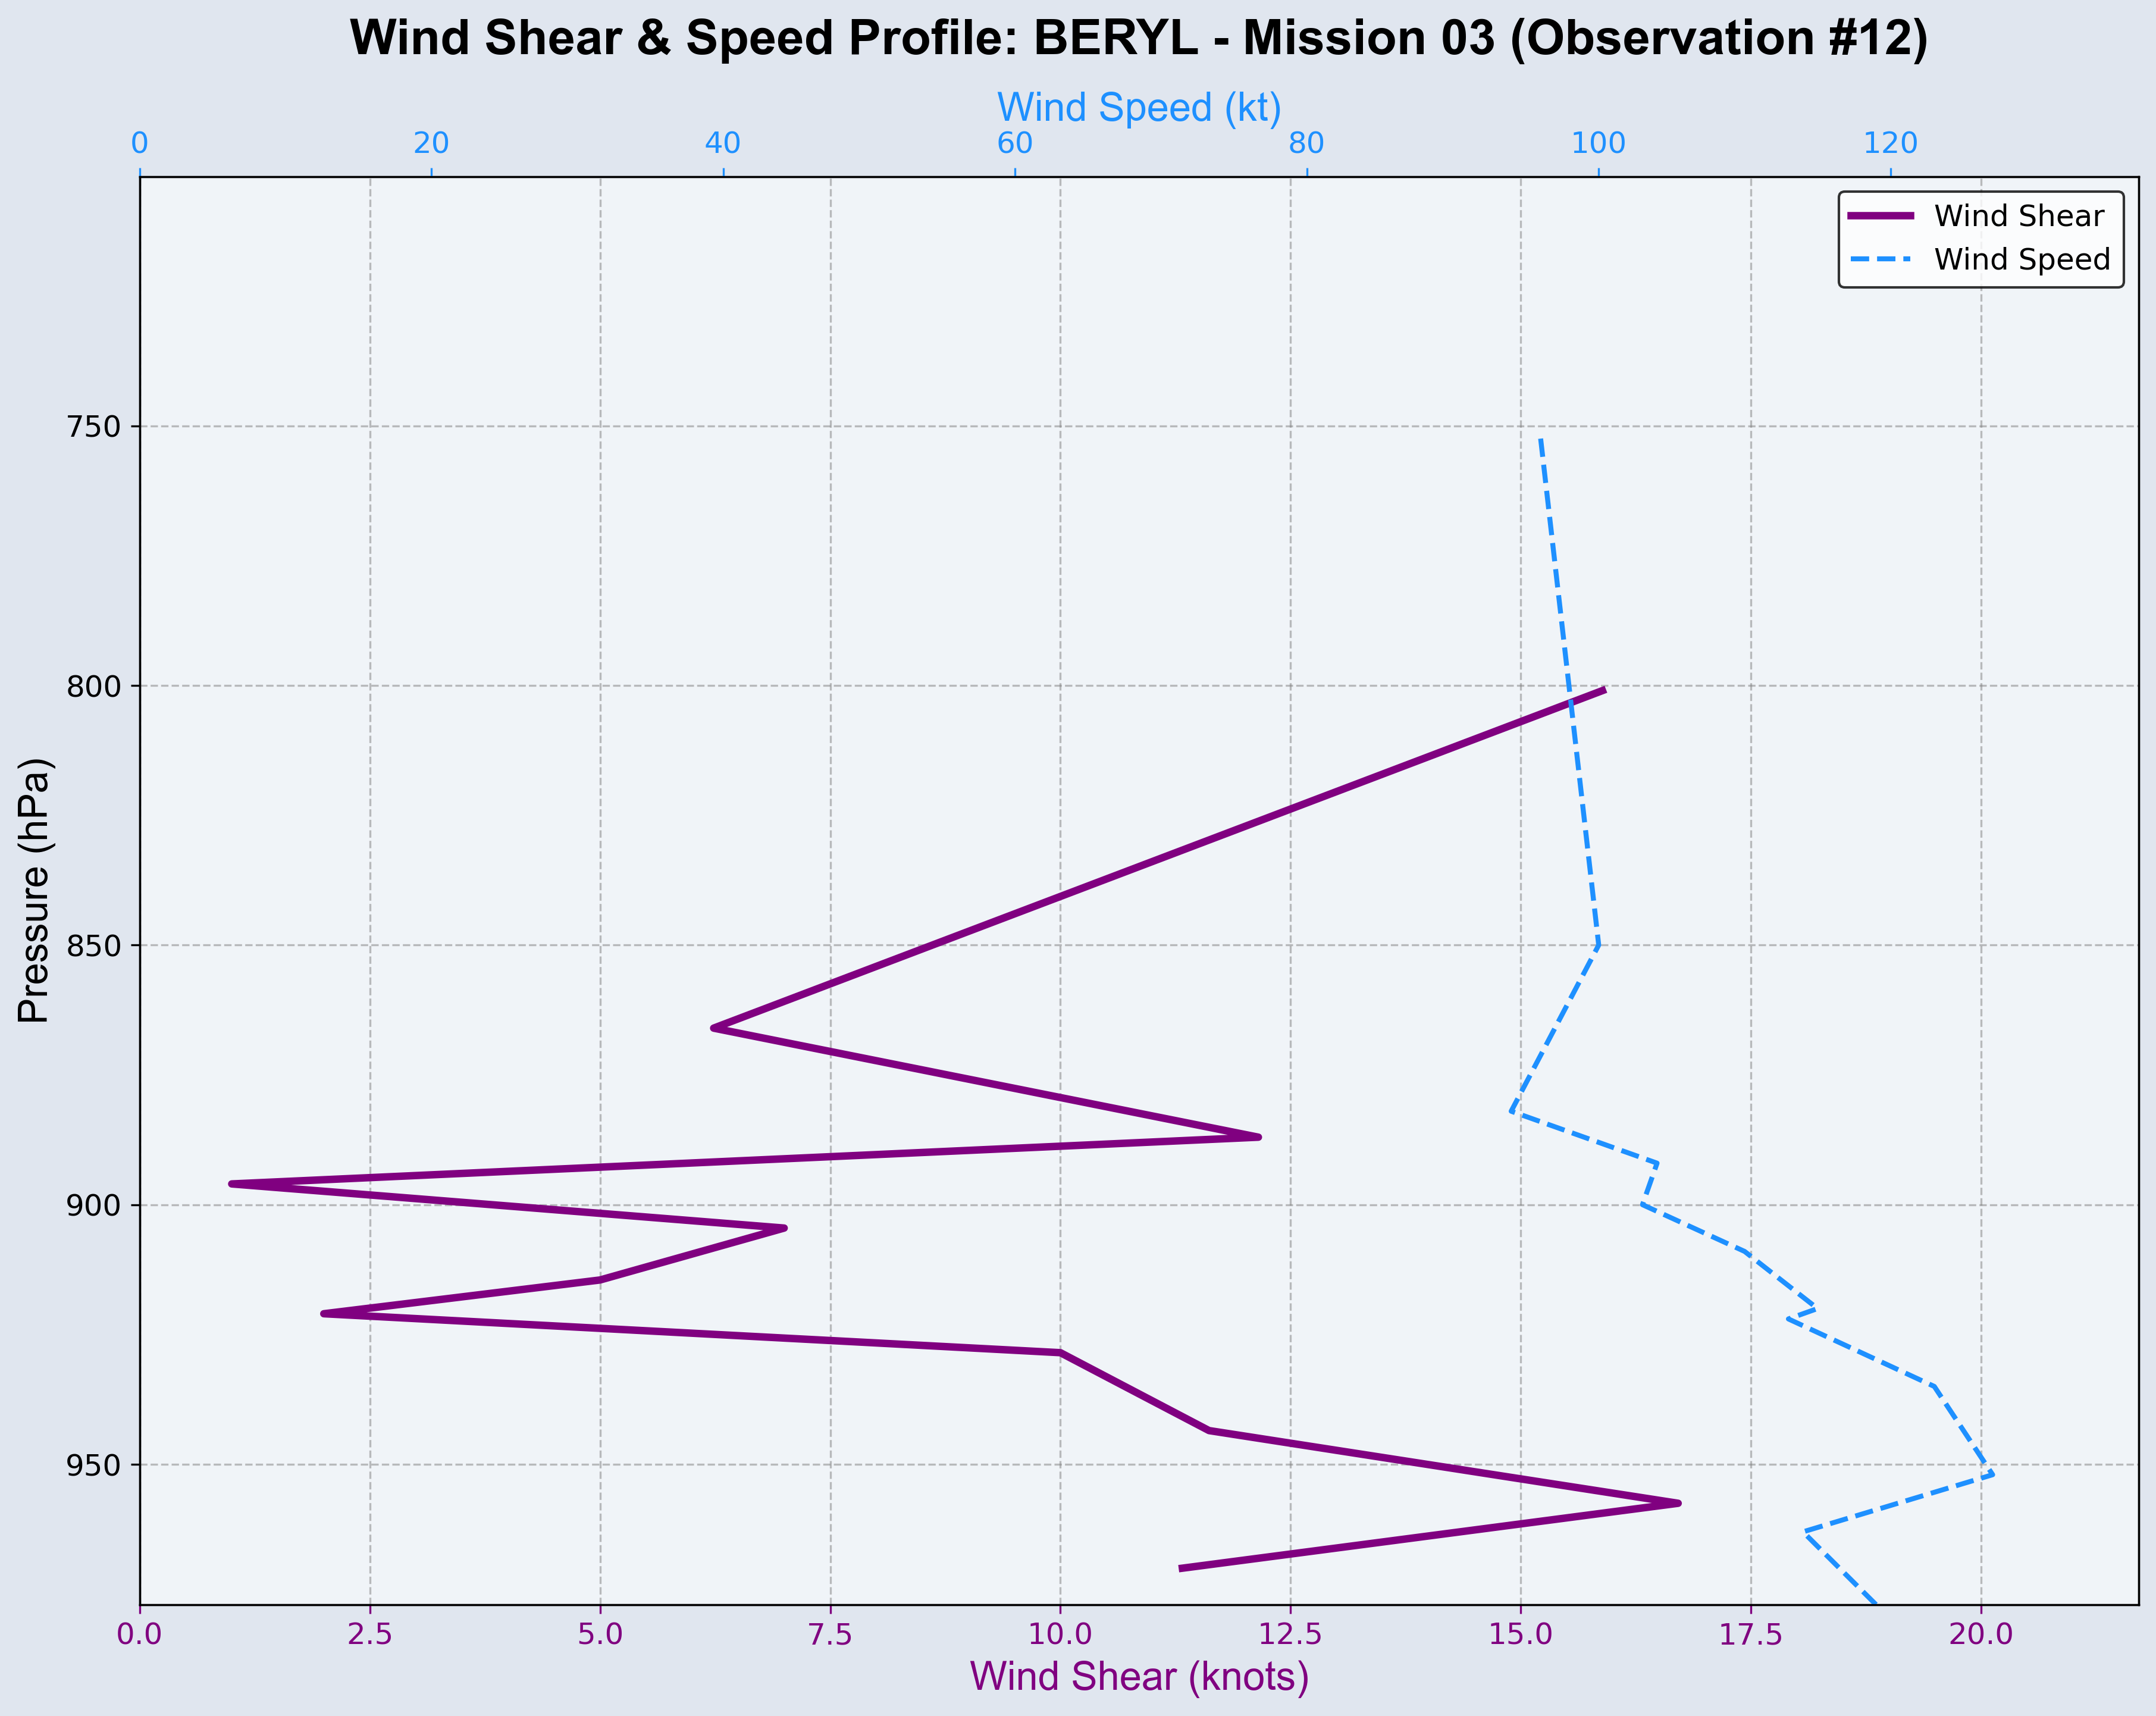 Wind Shear & Speed Profile: BERYL - Mission 03 (Observation #12)
Wind Speed (kt)
0 20 40 60 80 100 120
Wind Shear
Wind Speed
750
800
850
900
950
Pressure (hPa)
0.0 2.5 5.0 7.5 10.0 12.5 15.0 17.5 20.0
Wind Shear (knots)